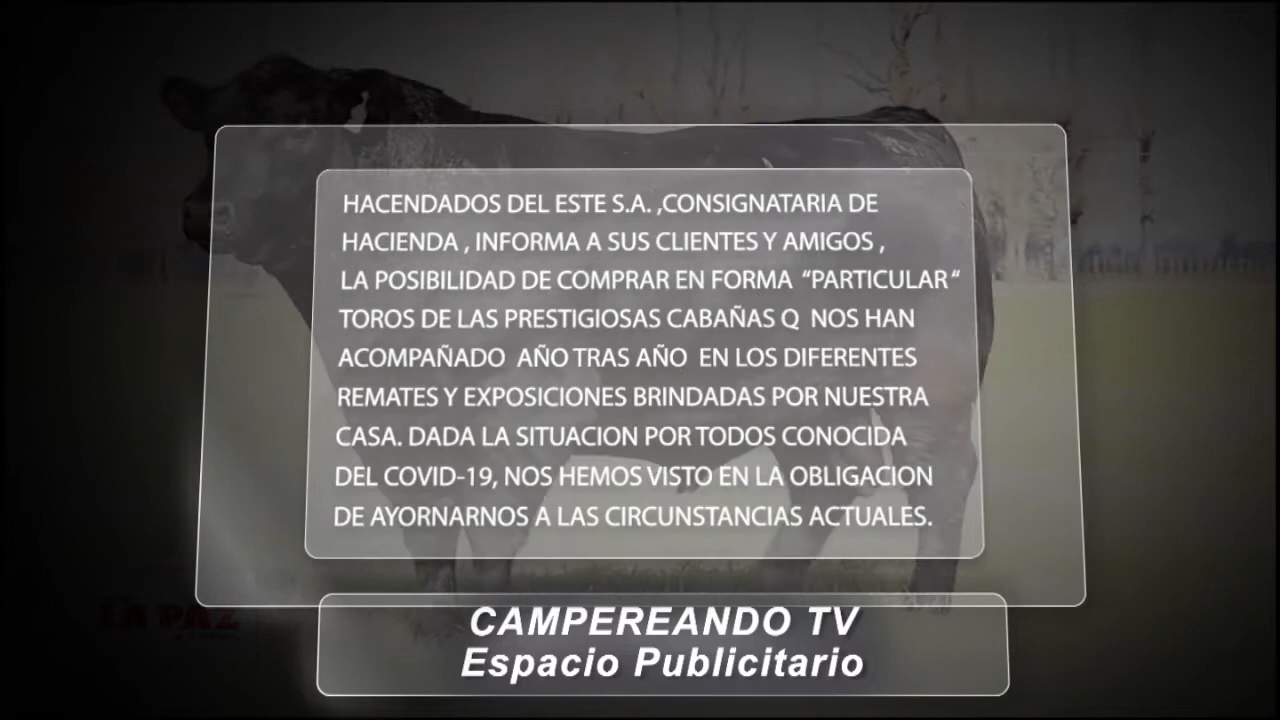 HACENDADOS DEL ESTE S.A. ,CONSIGNATARIA DE
HACIENDA , INFORMA A SUS CLIENTES Y AMIGOS ,
LA POSIBILIDAD DE COMPRAR EN FORMA “PARTICULAR“
TOROS DE LAS PRESTIGIOSAS CABAÑAS Q NOS HAN
ACOMPAÑADO AÑO TRAS AÑO EN LOS DIFERENTES
REMATES Y EXPOSICIONES BRINDADAS POR NUESTRA
CASA. DADA LA SITUACION POR TODOS CONOCIDA
DEL COVID-19, NOS HEMOS VISTO EN LA OBLIGACION
DE AYORNARNOS A LAS CIRCUNSTANCIAS ACTUALES.
LA PAZ
CAMPEREANDO TV
Espacio Publicitario